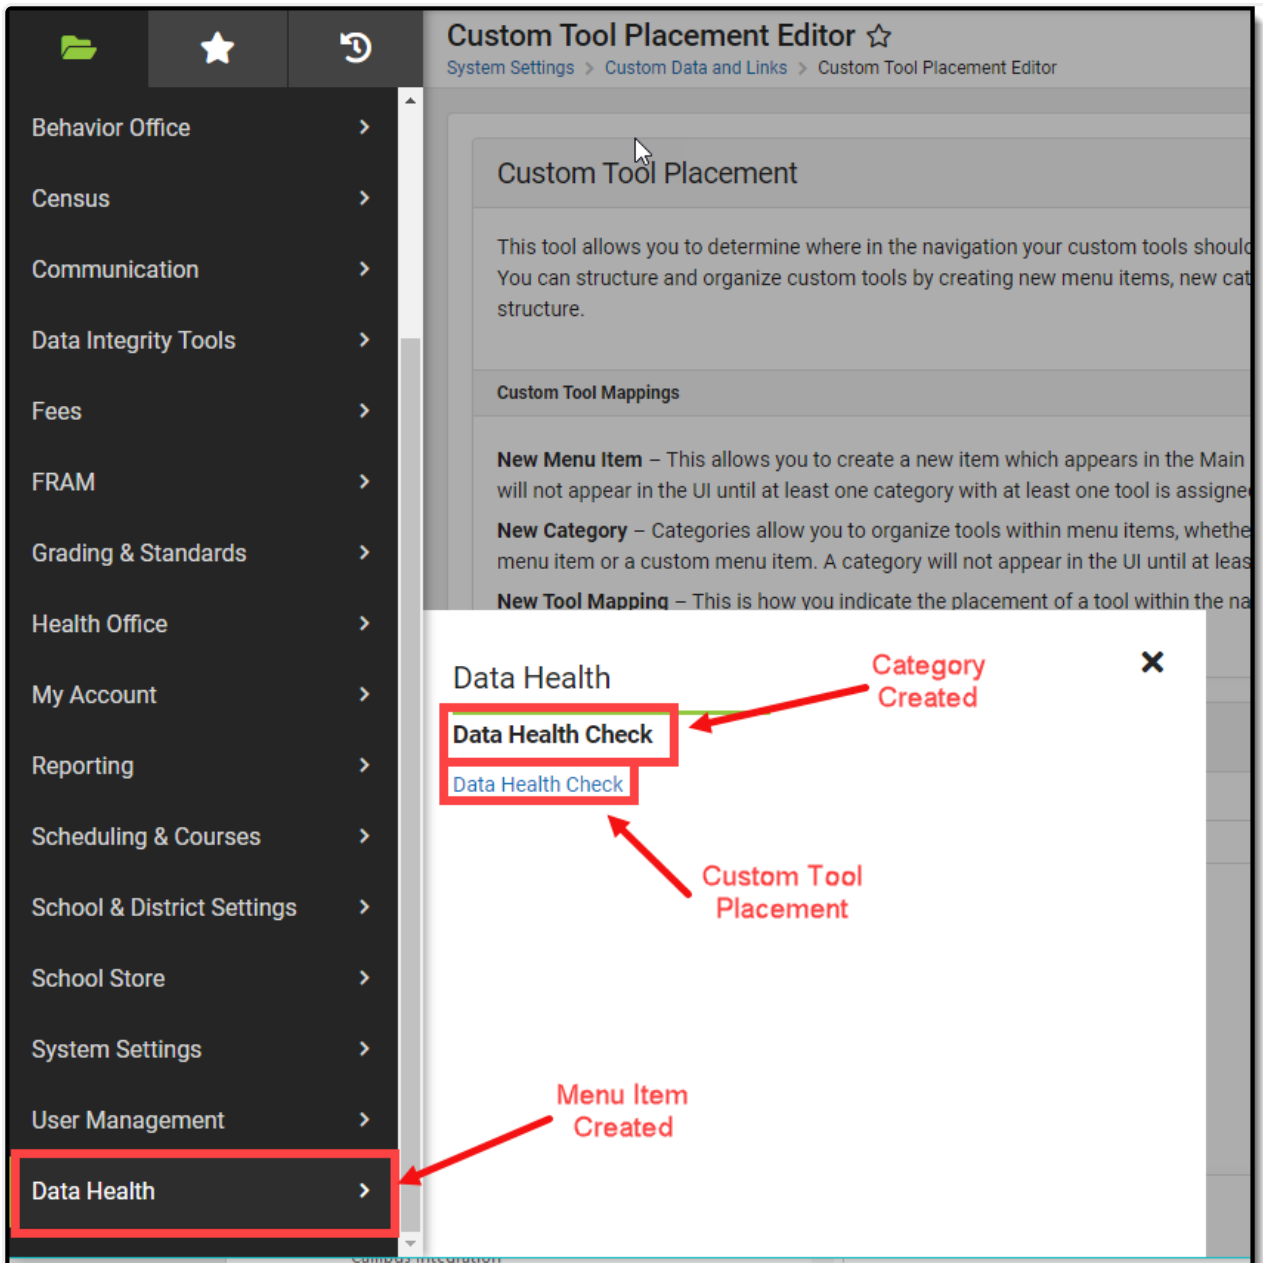 Custom Tool Placement Editor
System Settings > Custom Data and Links > Custom Tool Placement Editor
Behavior Office
Census
Communication
Data Integrity Tools
Fees
FRAM
Grading & Standards
Health Office
My Account
Reporting
Scheduling & Courses
School & District Settings
School Store
System Settings
User Management
Data Health
Custom Tool Placement
This tool allows you to determine where in the navigation your custom tools should
You can structure and organize custom tools by creating new menu items, new cat
structure.
Custom Tool Mappings
New Menu Item – This allows you to create a new item which appears in the Main
will not appear in the UI until at least one category with at least one tool is assigned
New Category – Categories allow you to organize tools within menu items, whethe
menu item or a custom menu item. A category will not appear in the UI until at leas
New Tool Mapping – This is how you indicate the placement of a tool within the na
Data Health
Category
Created
Data Health Check
Data Health Check
Custom Tool
Placement
Menu Item
Created
Campus Integration